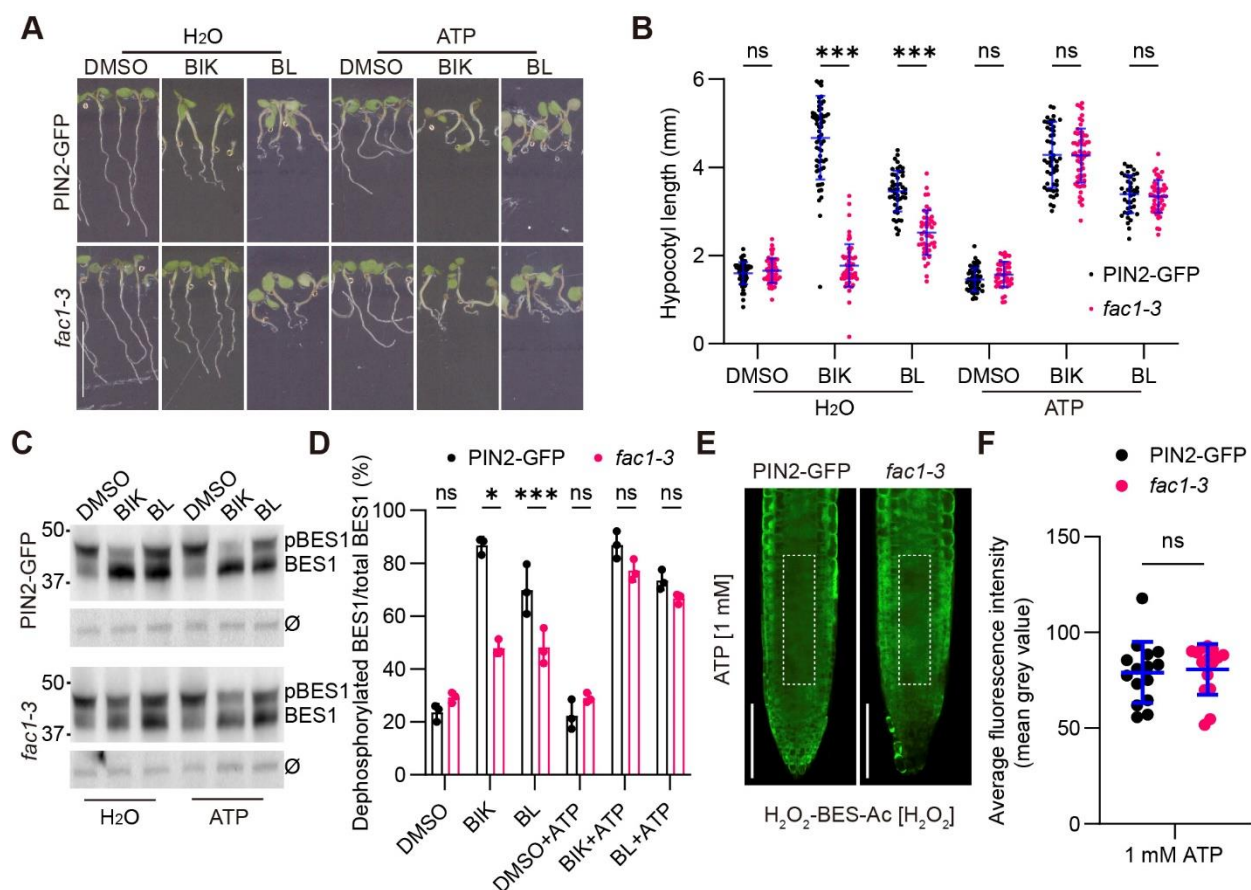 A
H2O
ATP
DMSO BIK BL DMSO BIK BL
PIN2-GFP
fac1-3
B
ns *** *** ns ns ns
Hypocotyl length (mm)
6
4
2
0
PIN2-GFP
fac1-3
DMSO BIK BL DMSO BIK BL
H2O ATP
C
DMSO BIK BL DMSO BIK BL
PIN2-GFP
50
37
pBES1
BES1
Ø
fac1-3
50
37
pBES1
BES1
Ø
H2O ATP
D
PIN2-GFP fac1-3
ns * *** ns ns ns
Dephosphorylated BES1/total BES1 (%)
100
80
60
40
20
0
DMSO
BIK
BL
DMSO+ATP
BIK+ATP
BL+ATP
E
PIN2-GFP fac1-3
ATP [1 mM]
H2O2-BES-Ac [H2O2]
F
PIN2-GFP
fac1-3
ns
Average fluorescence intensity
(mean grey value)
150
100
50
0
1 mM ATP